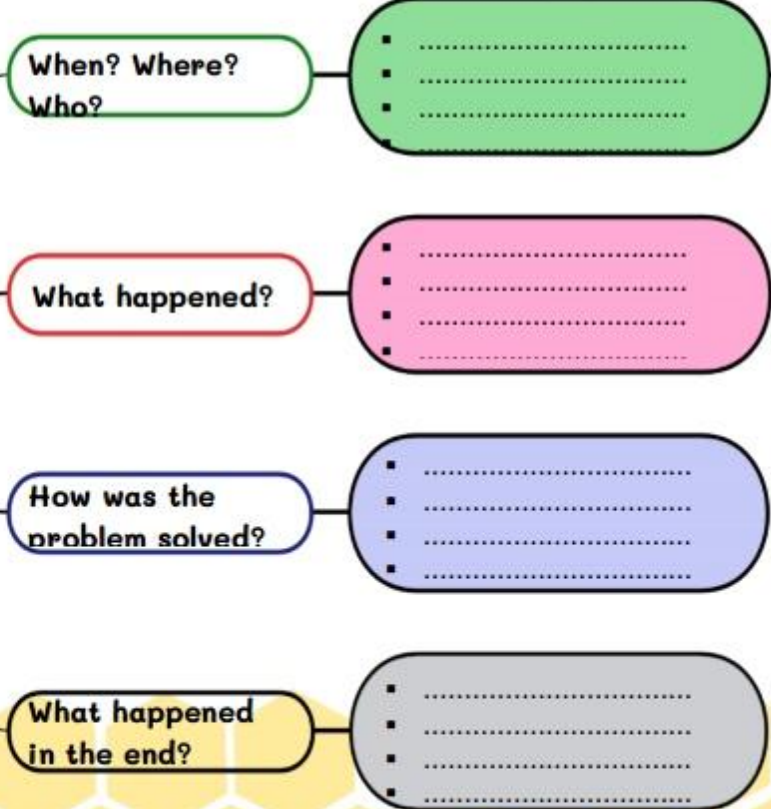 When? Where?
Who?
What happened?
How was the
problem solved?
What happened
in the end?